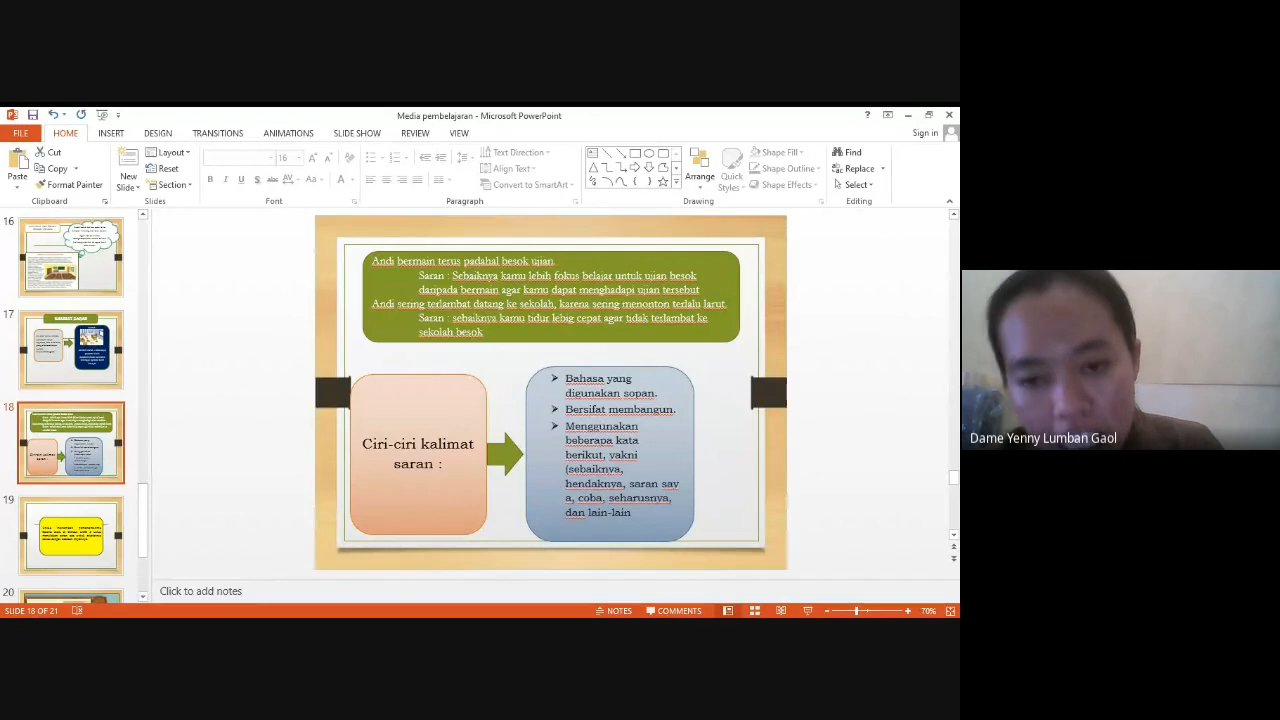 Media pembelajaran - Microsoft PowerPoint
Sign in
FILE HOME INSERT DESIGN TRANSITIONS ANIMATIONS SLIDE SHOW REVIEW VIEW
Paste
Cut
Copy
Format Painter
Clipboard
New
Slide
Layout
Reset
Section
Slides
16
Font
Text Direction
Align Text
Convert to SmartArt
Paragraph
Arrange
Quick
Styles
Shape Fill
Shape Outline
Shape Effects
Drawing
Find
Replace
Select
Editing
16
17
18
19
20
Andi bermain terus padahal besok ujian.
Saran : Sebaiknya kamu lebih fokus belajar untuk ujian besok
daripada bermain agar kamu dapat menghadapi ujian tersebut
Andi sering terlambat datang ke sekolah, karena sering menonton terlalu larut.
Saran : sebaiknya kamu tidur lebig cepat agar tidak terlambat ke
sekolah besok
Ciri-ciri kalimat
saran :
Bahasa yang
digunakan sopan.
Bersifat membangun.
Menggunakan
beberapa kata
berikut, yakni
(sebaiknya,
hendaknya, saran say
a, coba, seharusnya,
dan lain-lain
Click to add notes
SLIDE 18 OF 21
NOTES
COMMENTS
70%
Dame Yenny Lumban Gaol